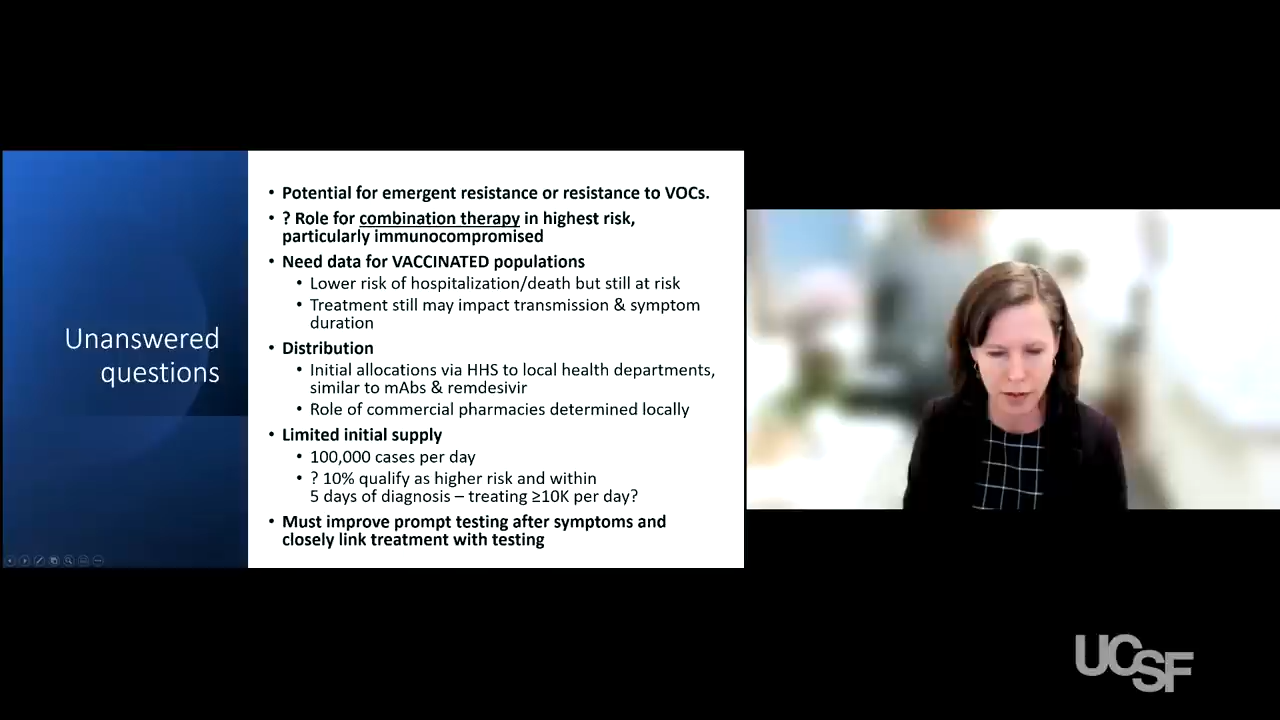 Unanswered
questions
• Potential for emergent resistance or resistance to VOCs.
• ? Role for combination therapy in highest risk,
particularly immunocompromised
• Need data for VACCINATED populations
• Lower risk of hospitalization/death but still at risk
• Treatment still may impact transmission & symptom
duration
• Distribution
• Initial allocations via HHS to local health departments,
similar to mAbs & remdesivir
• Role of commercial pharmacies determined locally
• Limited initial supply
• 100,000 cases per day
• ? 10% qualify as higher risk and within
5 days of diagnosis – treating ≥10K per day?
• Must improve prompt testing after symptoms and
closely link treatment with testing
UCSF